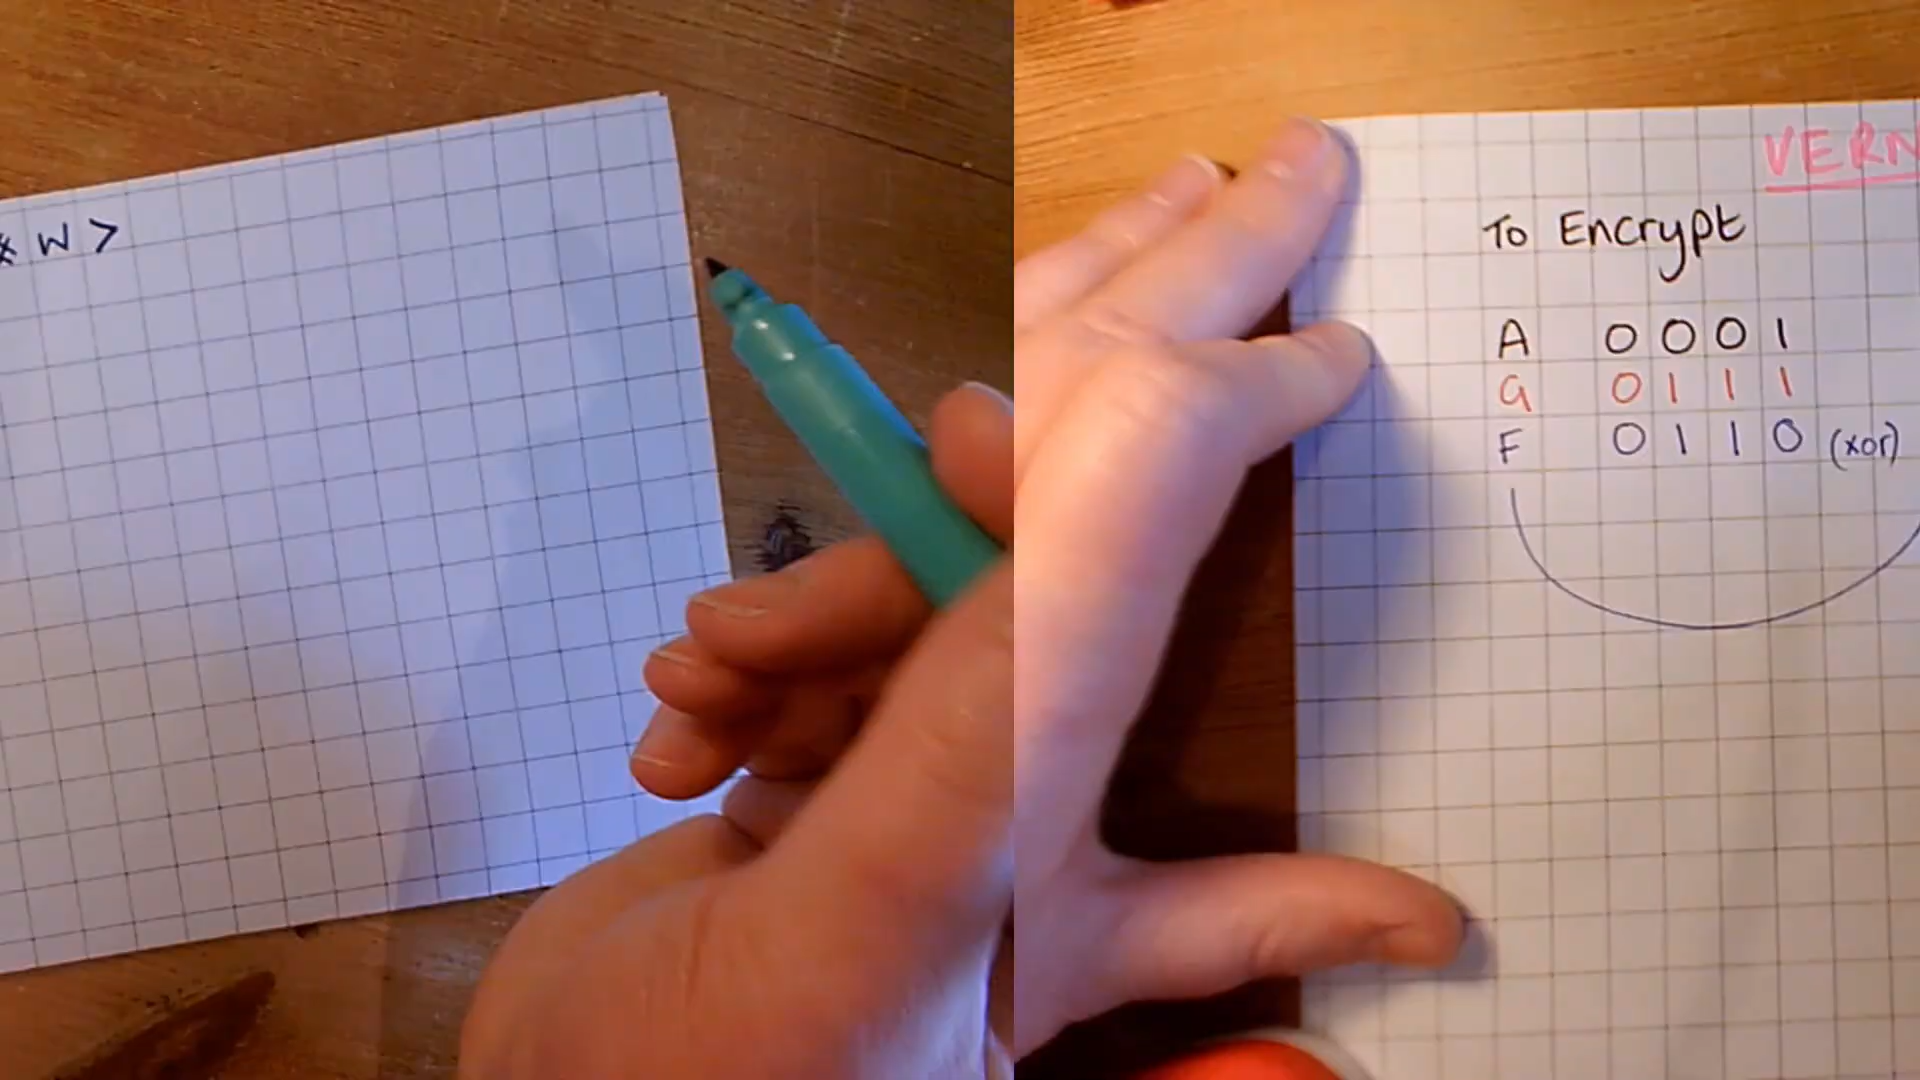 * W >
VERN
To Encrypt
A 0 0 0 1
G 0 1 1 1
F 0 1 1 0 (xor)